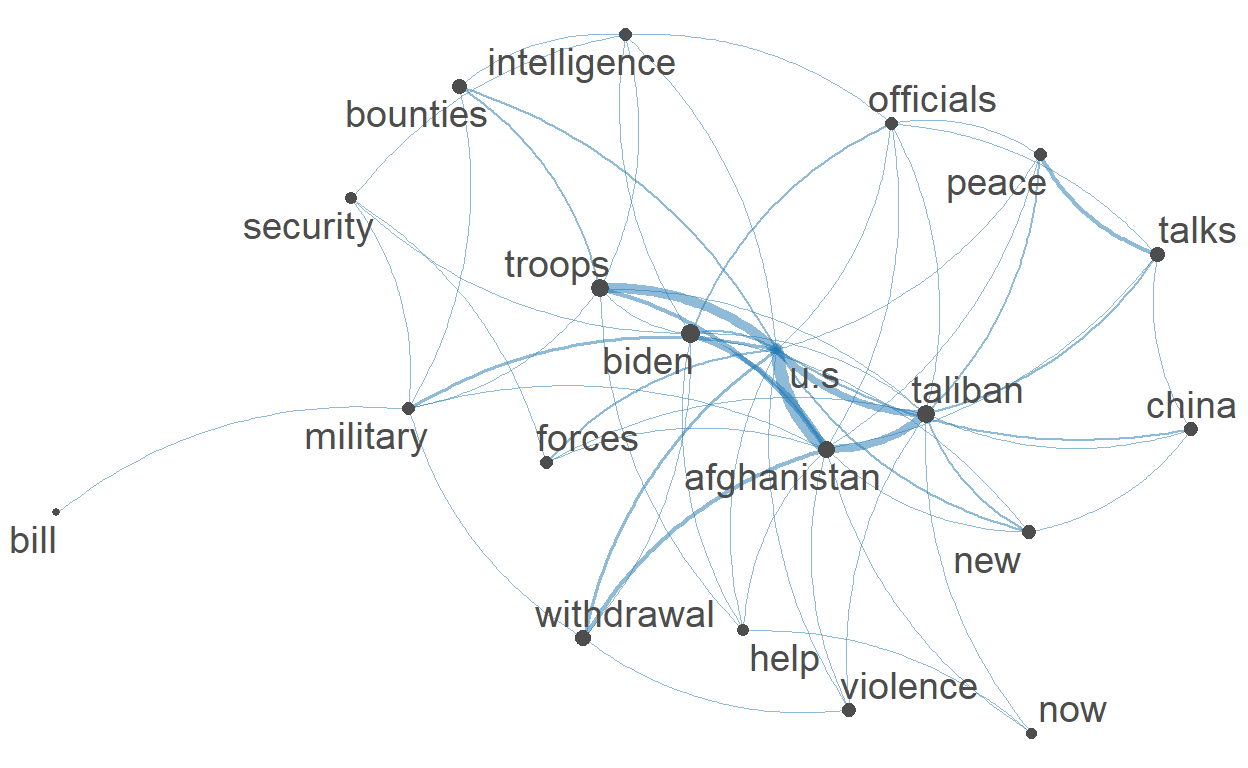 intelligence
officials
bounties
peace
security
talks
troops
biden
u.s
taliban
china
military
forces
afghanistan
bill
new
withdrawal
help
violence
now